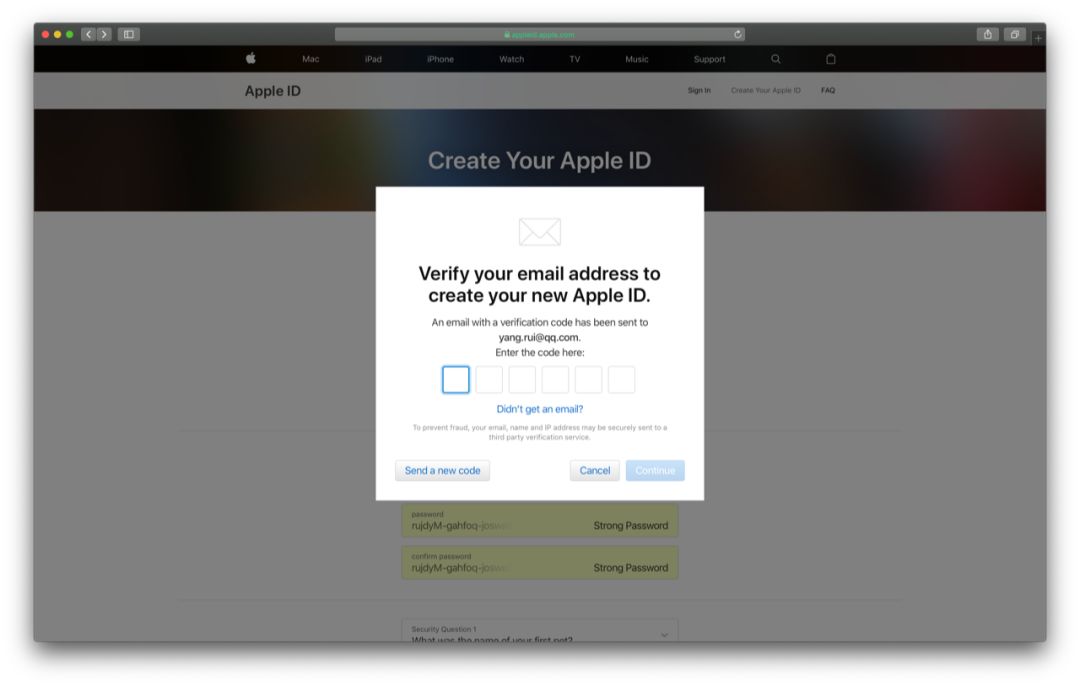 appleid.apple.com
Mac iPad iPhone Watch TV Music Support
Apple ID
Sign In Create Your Apple ID FAQ
Create Your Apple ID
Verify your email address to
create your new Apple ID.
An email with a verification code has been sent to
yang.rui@qq.com.
Enter the code here:
Didn't get an email?
To prevent fraud, your email, name and IP address may be securely sent to a
third party verification service.
Send a new code Cancel Continue
password
rujdyM-gahfoq-josw Strong Password
confirm password
rujdyM-gahfoq-josw Strong Password
Security Question 1
What was the name of your first pet?